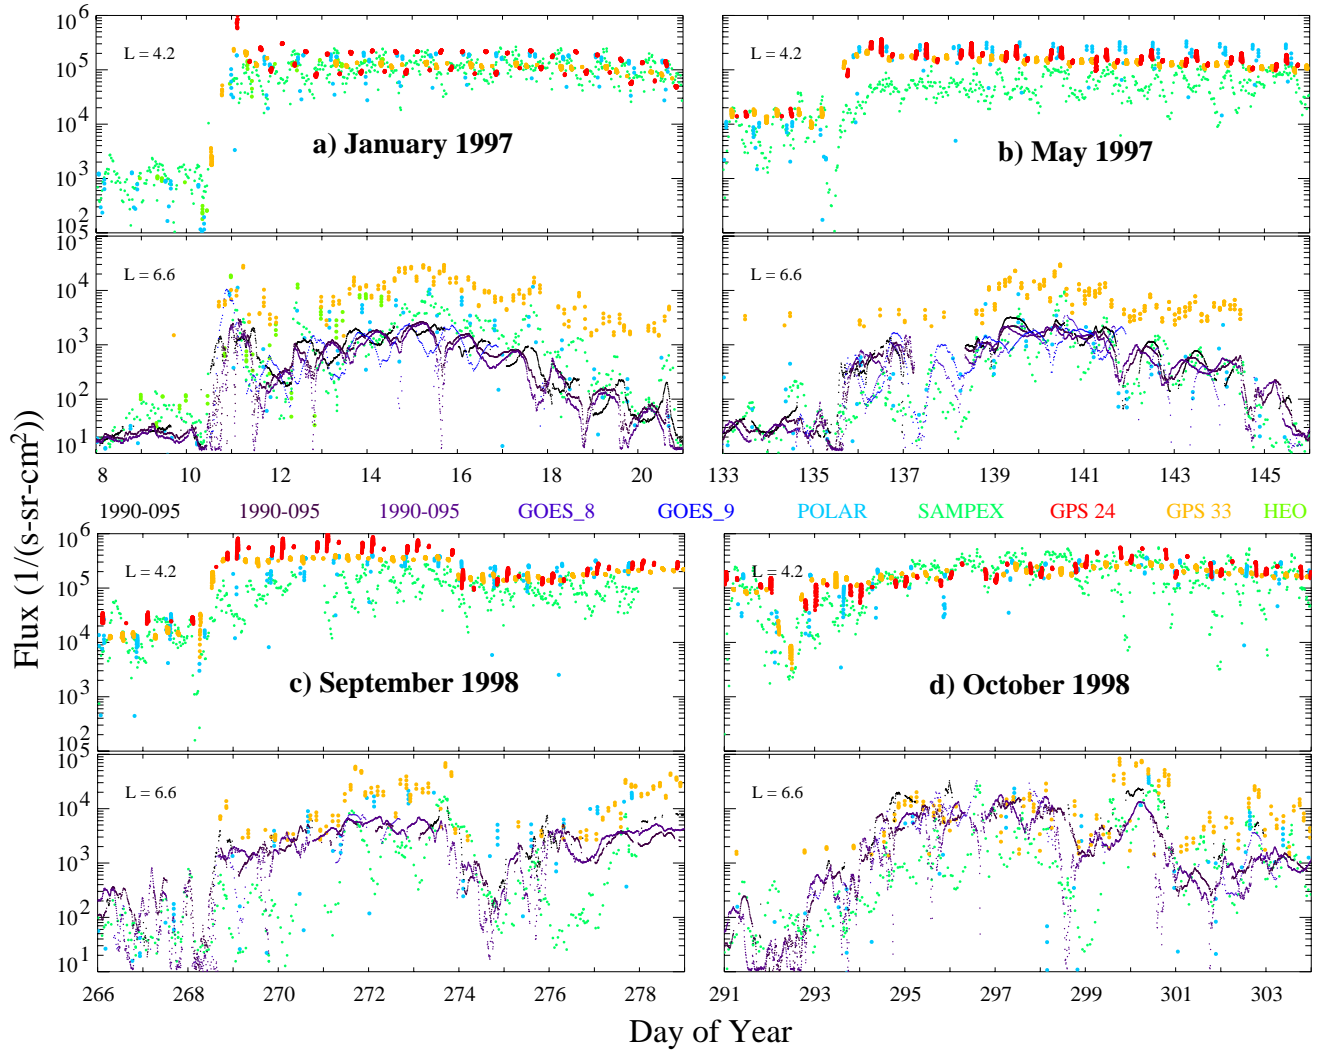 10^6
10^5
10^4
10^3
10^2
L = 4.2
a) January 1997
L = 4.2
b) May 1997
10^5
10^4
10^3
10^2
10^1
L = 6.6
L = 6.6
8 10 12 14 16 18 20
133 135 137 139 141 143 145
1990-095 1990-095 1990-095 GOES_8 GOES_9 POLAR SAMPEX GPS 24 GPS 33 HEO
Flux (1/(s-sr-cm^2))
10^6
10^5
10^4
10^3
10^2
L = 4.2
c) September 1998
L = 4.2
d) October 1998
10^5
10^4
10^3
10^2
10^1
L = 6.6
L = 6.6
266 268 270 272 274 276 278
291 293 295 297 299 301 303
Day of Year